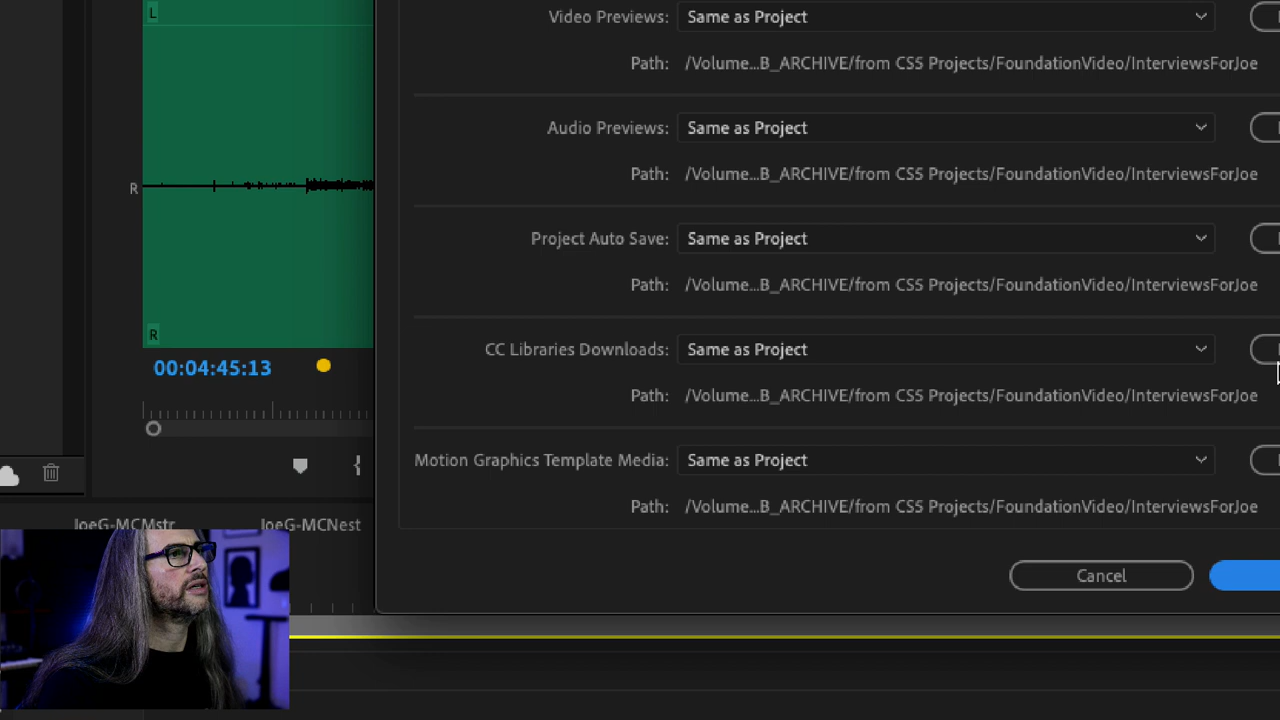 L
Video Previews: Same as Project
Path: /Volume...B_ARCHIVE/from CS5 Projects/FoundationVideo/InterviewsForJoe
Audio Previews: Same as Project
Path: /Volume...B_ARCHIVE/from CS5 Projects/FoundationVideo/InterviewsForJoe
R
Project Auto Save: Same as Project
Path: /Volume...B_ARCHIVE/from CS5 Projects/FoundationVideo/InterviewsForJoe
R
CC Libraries Downloads: Same as Project
00:04:45:13
Path: /Volume...B_ARCHIVE/from CS5 Projects/FoundationVideo/InterviewsForJoe
Motion Graphics Template Media: Same as Project
Path: /Volume...B_ARCHIVE/from CS5 Projects/FoundationVideo/InterviewsForJoe
JoeG-MCMstr JoeG-MCNest
Cancel